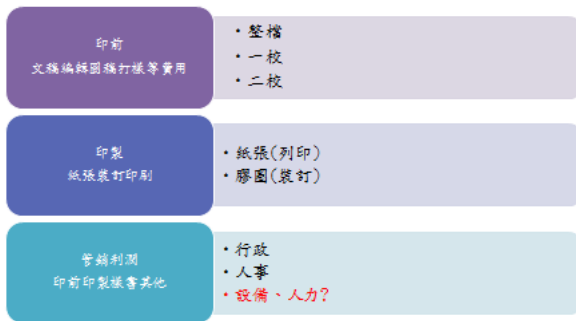 印前
文稿編輯圖稿打樣等費用
・整檔
・一校
・二校
印製
紙張裝訂印刷
・紙張(列印)
・膠圈(裝訂)
管銷利潤
印前印製樣書其他
・行政
・人事
・設備、人力?